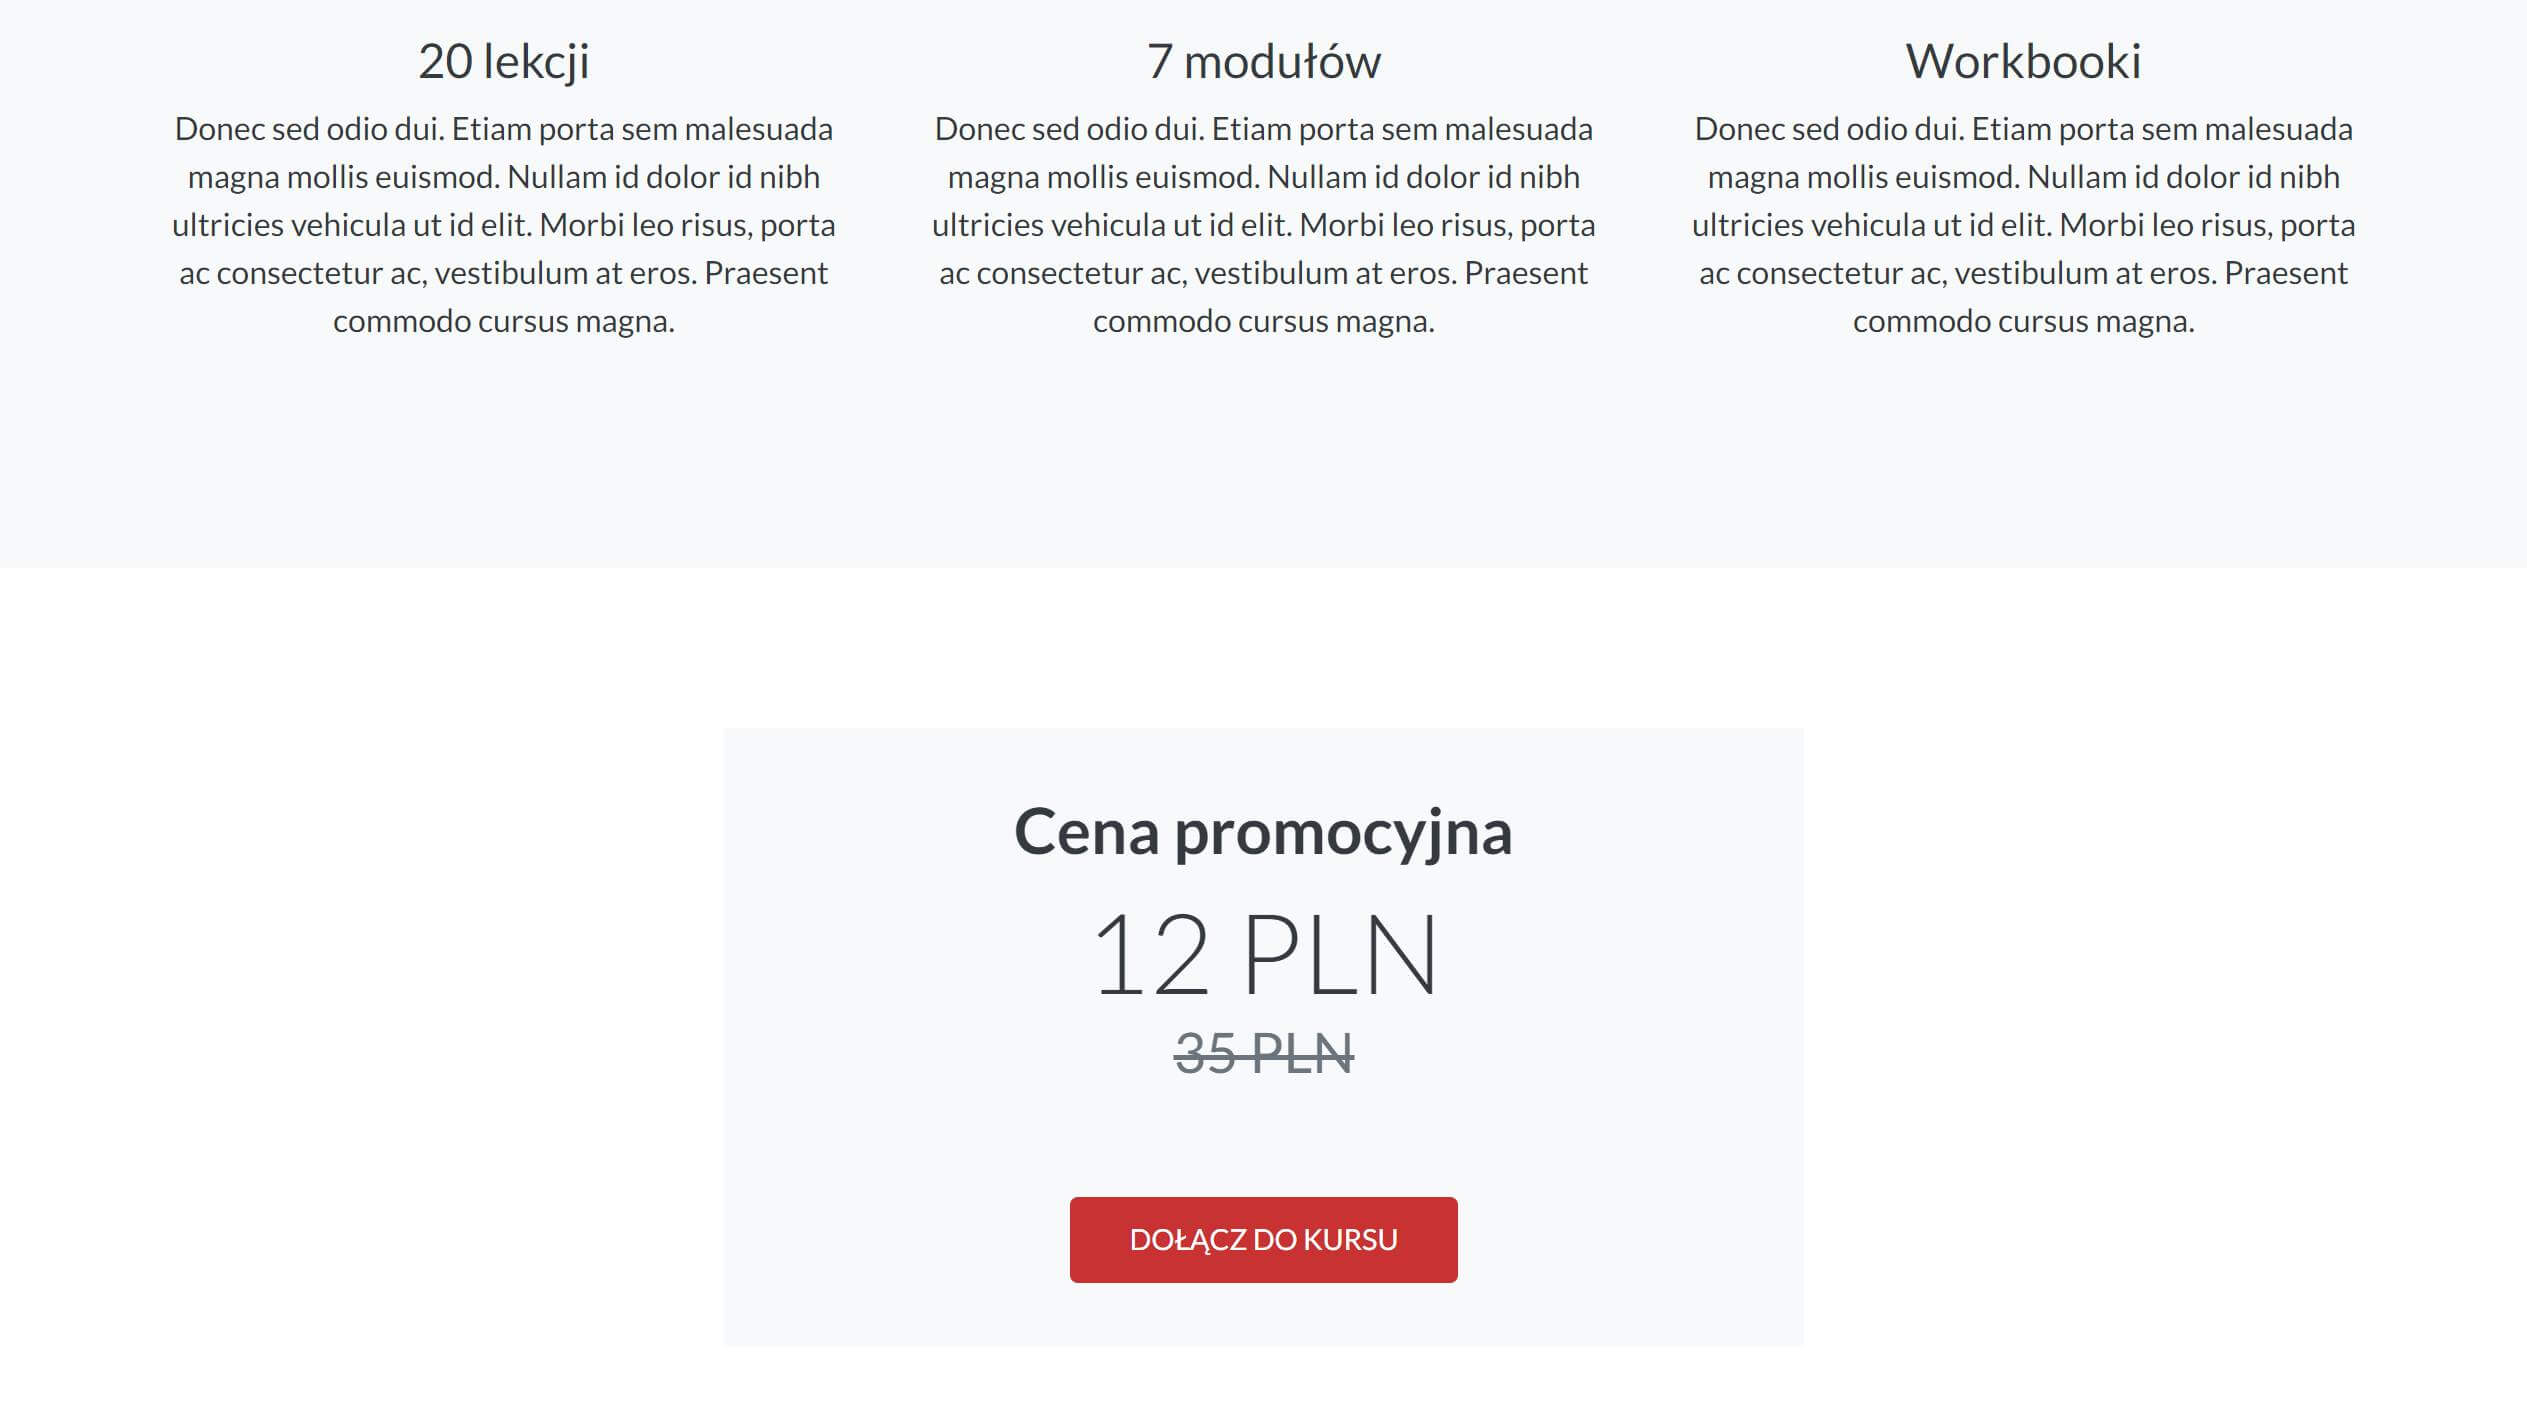 20 lekcji
Donec sed odio dui. Etiam porta sem malesuada
magna mollis euismod. Nullam id dolor id nibh
ultricies vehicula ut id elit. Morbi leo risus, porta
ac consectetur ac, vestibulum at eros. Praesent
commodo cursus magna.
7 modułów
Donec sed odio dui. Etiam porta sem malesuada
magna mollis euismod. Nullam id dolor id nibh
ultricies vehicula ut id elit. Morbi leo risus, porta
ac consectetur ac, vestibulum at eros. Praesent
commodo cursus magna.
Workbooki
Donec sed odio dui. Etiam porta sem malesuada
magna mollis euismod. Nullam id dolor id nibh
ultricies vehicula ut id elit. Morbi leo risus, porta
ac consectetur ac, vestibulum at eros. Praesent
commodo cursus magna.
Cena promocyjna
12 PLN
35 PLN
DOŁĄCZ DO KURSU